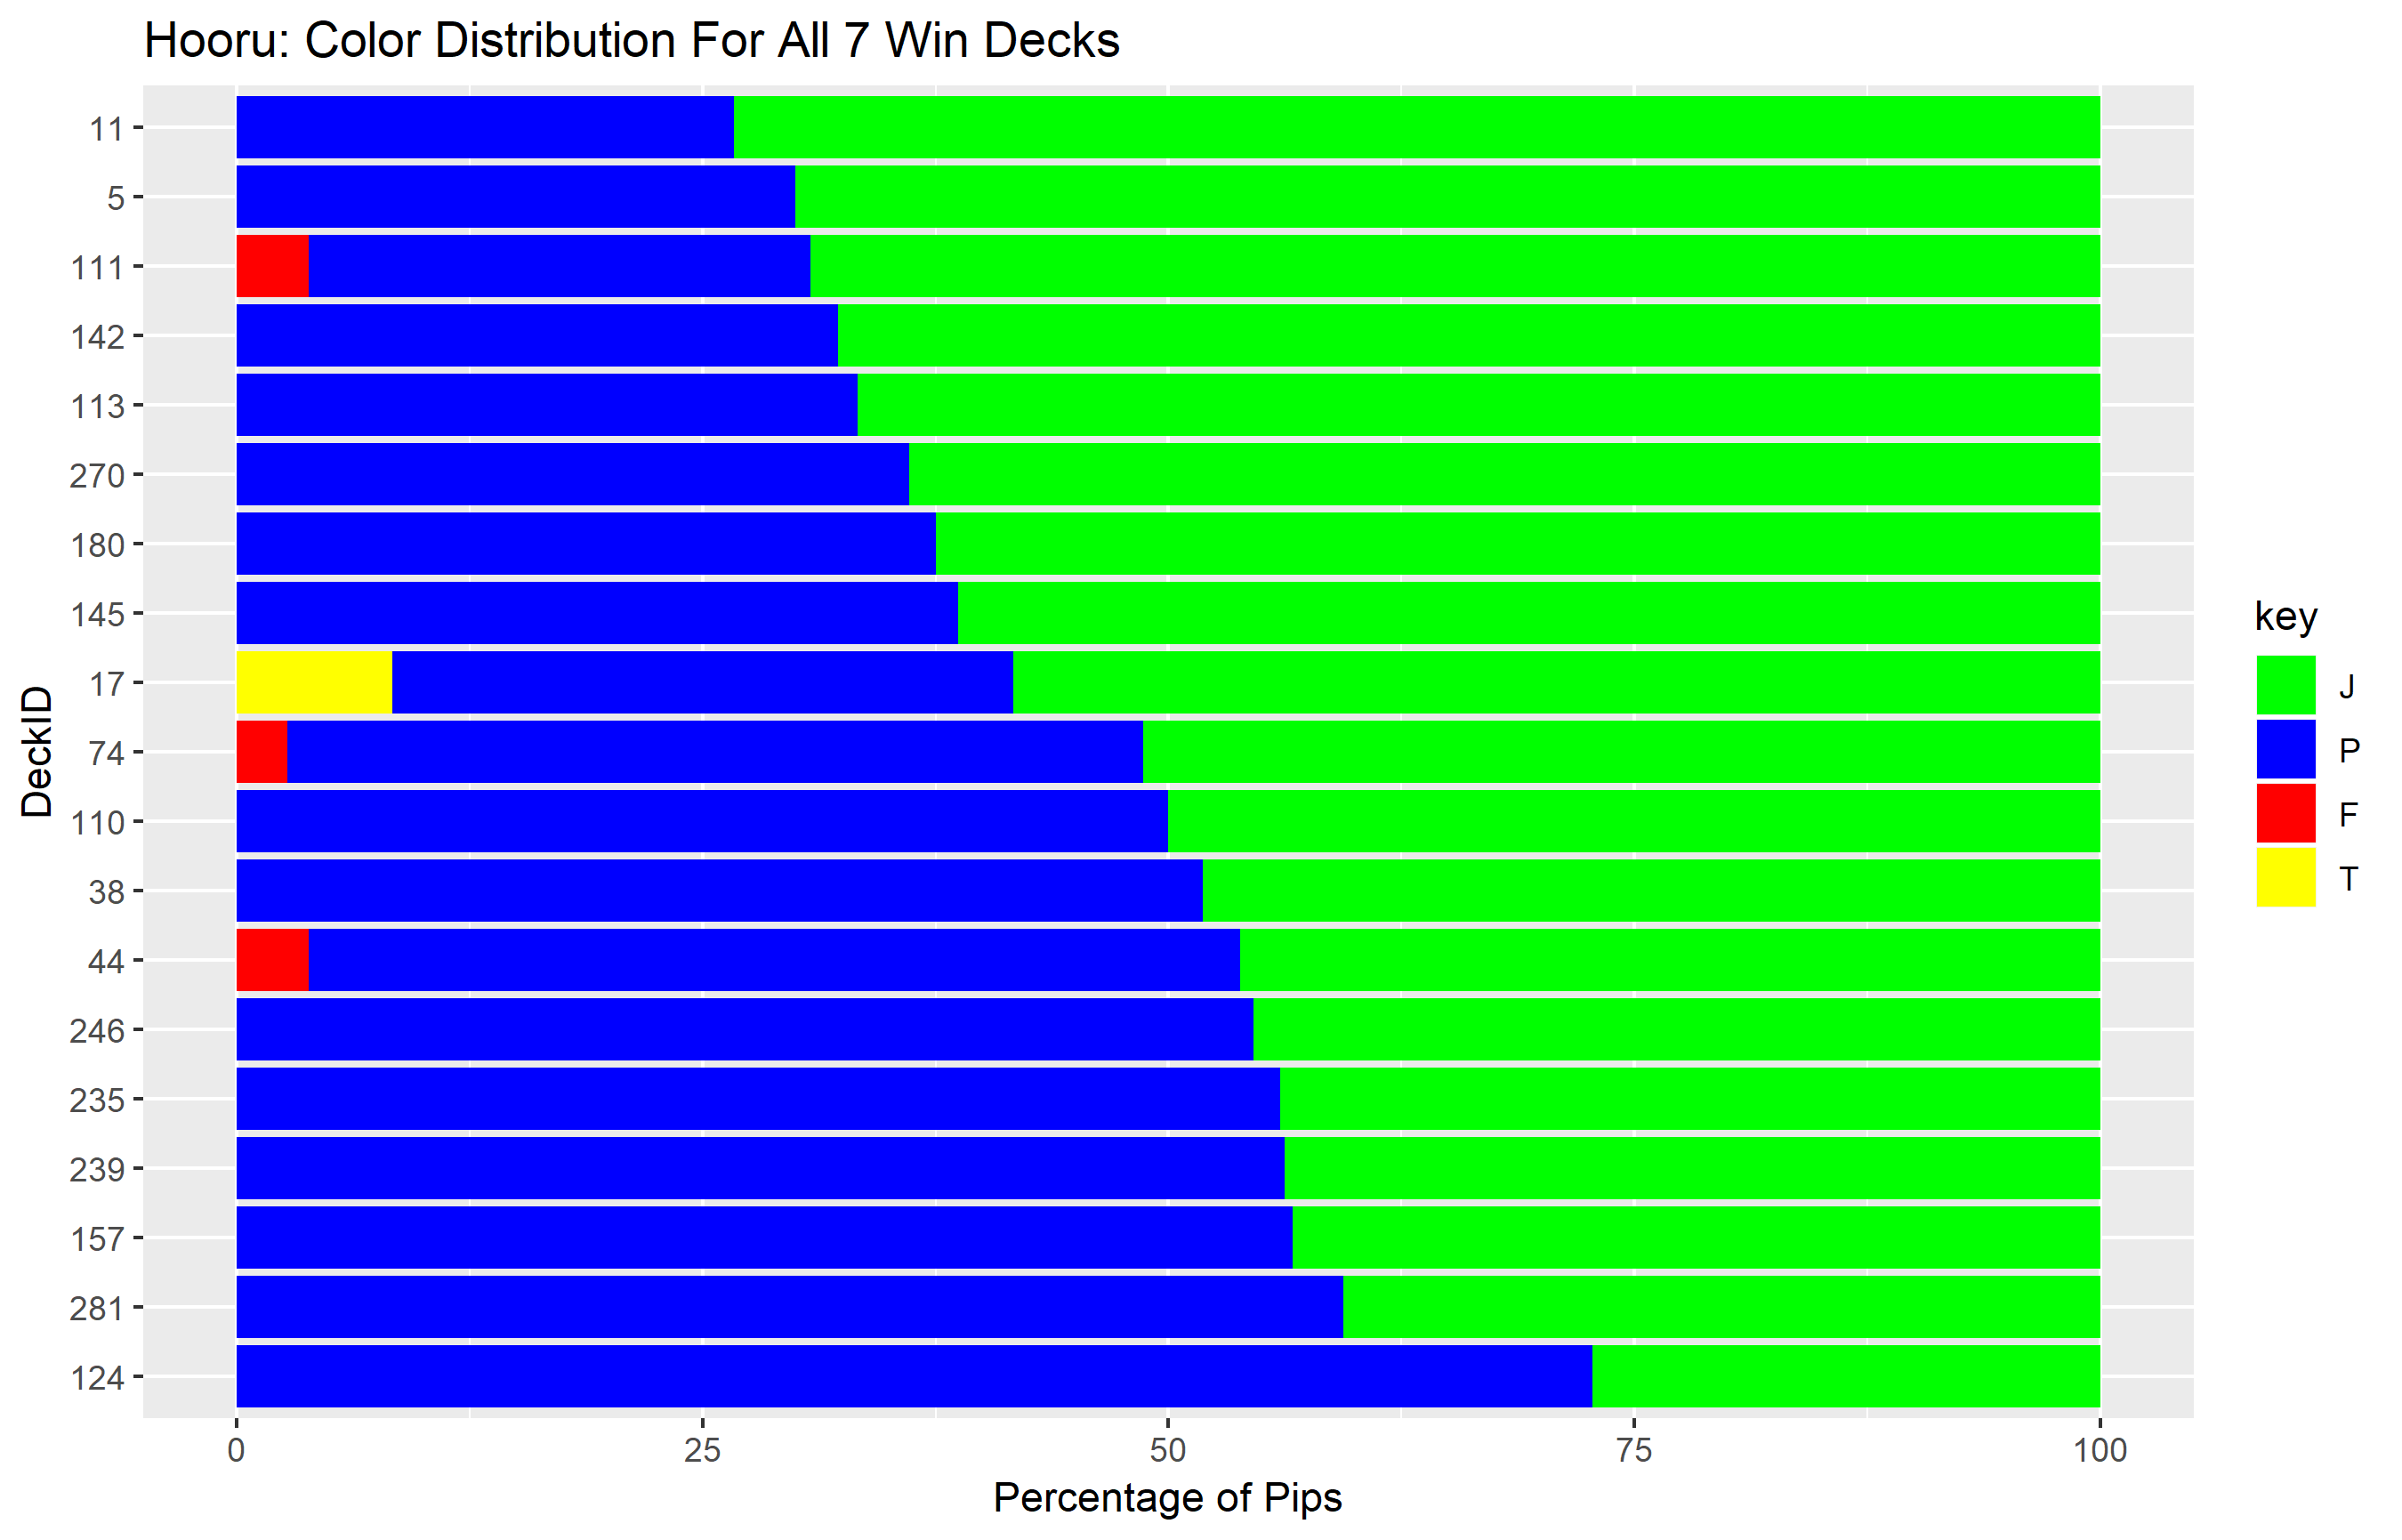 Hooru: Color Distribution For All 7 Win Decks
DeckID
11
5
111
142
113
270
180
145
17
74
110
38
44
246
235
239
157
281
124
0 25 50 75 100
Percentage of Pips
key
J
P
F
T